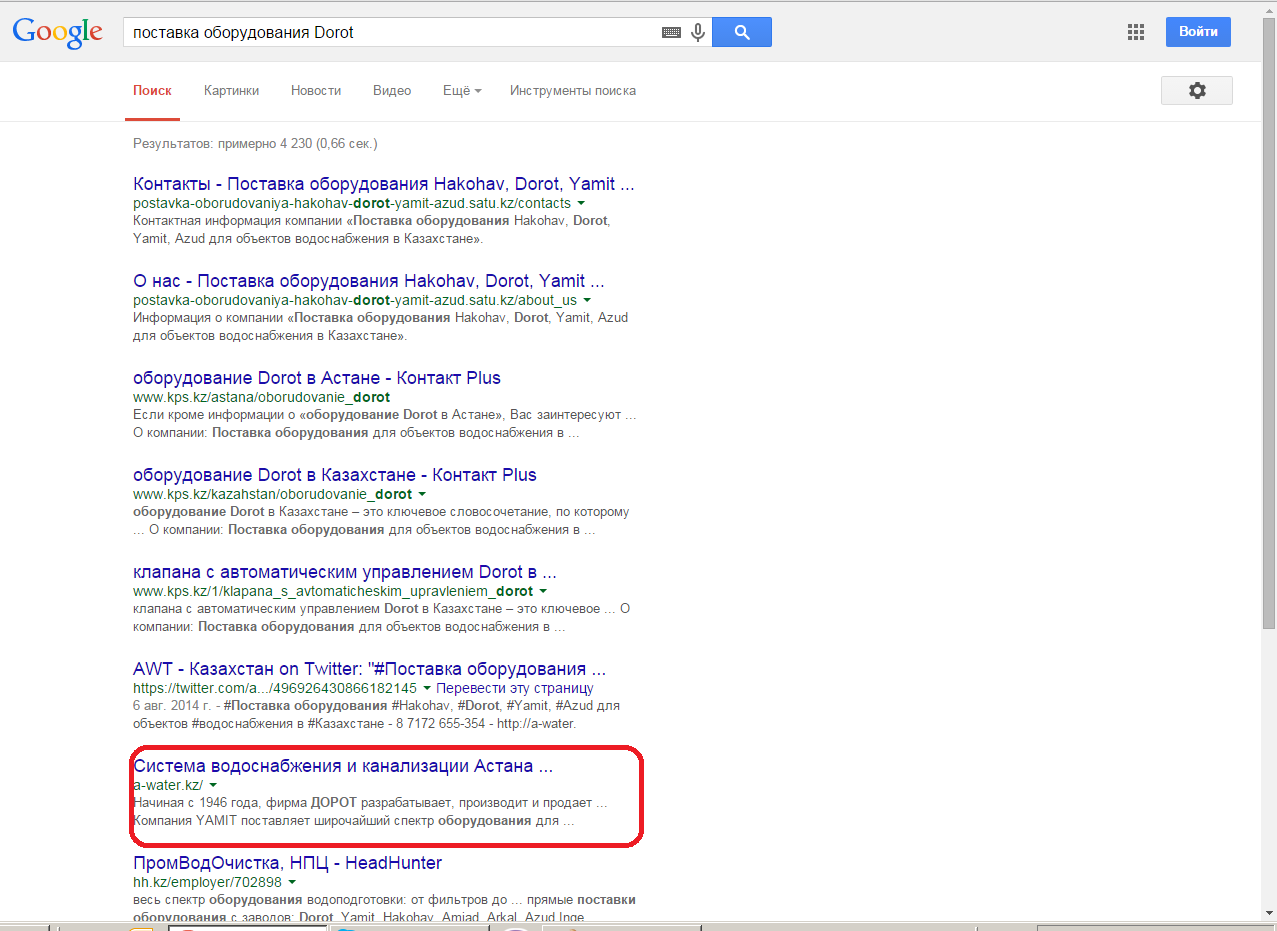 Google
поставка оборудования Dorot
Войти
Поиск Картинки Новости Видео Ещё Инструменты поиска
Результатов: примерно 4 230 (0,66 сек.)
Контакты - Поставка оборудования Hakohav, Dorot, Yamit ...
postavka-oborudovaniya-hakohav-dorot-yamit-azud.satu.kz/contacts
Контактная информация компании «Поставка оборудования Hakohav, Dorot,
Yamit, Azud для объектов водоснабжения в Казахстане».
О нас - Поставка оборудования Hakohav, Dorot, Yamit ...
postavka-oborudovaniya-hakohav-dorot-yamit-azud.satu.kz/about_us
Информация о компании «Поставка оборудования Hakohav, Dorot, Yamit, Azud
для объектов водоснабжения в Казахстане».
оборудование Dorot в Астане - Контакт Plus
www.kps.kz/astana/oborudovanie_dorot
Если кроме информации о «оборудование Dorot в Астане», Вас заинтересуют ...
О компании: Поставка оборудования для объектов водоснабжения в ...
оборудование Dorot в Казахстане - Контакт Plus
www.kps.kz/kazahstan/oborudovanie_dorot
оборудование Dorot в Казахстане – это ключевое словосочетание, по которому
... О компании: Поставка оборудования для объектов водоснабжения в ...
клапана с автоматическим управлением Dorot в ...
www.kps.kz/1/klapana_s_avtomaticheskim_upravleniem_dorot
клапана с автоматическим управлением Dorot в Казахстане – это ключевое ... О
компании: Поставка оборудования для объектов водоснабжения в ...
AWT - Казахстан on Twitter: "#Поставка оборудования ...
https://twitter.com/a.../496926430866182145 Перевести эту страницу
6 авг. 2014 г. - #Поставка оборудования #Hakohav, #Dorot, #Yamit, #Azud для
объектов #водоснабжения в #Казахстане - 8 7172 655-354 - http://a-water.
Система водоснабжения и канализации Астана ...
a-water.kz/
Начиная с 1946 года, фирма ДОРОТ разрабатывает, производит и продает ...
Компания YAMIT поставляет широчайший спектр оборудования для ...
ПромВодОчистка, НПЦ - HeadHunter
hh.kz/employer/702898
весь спектр оборудования водоподготовки: от фильтров до ... прямые поставки
оборудования с заводов: Dorot, Yamit, Hakohav, Amiad, Arkal, Azud Inge